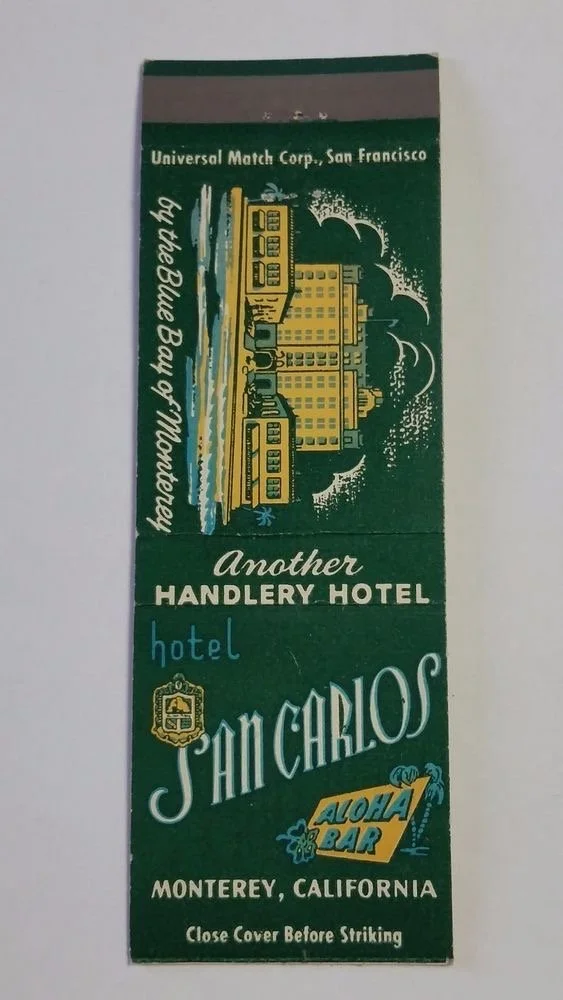 Universal Match Corp., San Francisco
by the Blue Bay of Monterey
Another
HANDLERY HOTEL
hotel
SAN CARLOS
ALOHA
BAR
MONTEREY, CALIFORNIA
Close Cover Before Striking